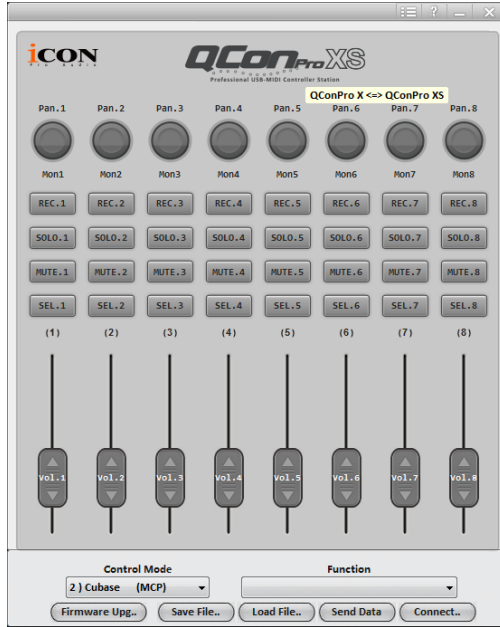 ? _ X
iCON QConProXS
Pro Audio Professional USB-MIDI Controller Station
QConPro X <=> QConPro XS
Pan.1 Pan.2 Pan.3 Pan.4 Pan.5 Pan.6 Pan.7 Pan.8
Mon1 Mon2 Mon3 Mon4 Mon5 Mon6 Mon7 Mon8
REC.1 REC.2 REC.3 REC.4 REC.5 REC.6 REC.7 REC.8
SOLO.1 SOLO.2 SOLO.3 SOLO.4 SOLO.5 SOLO.6 SOLO.7 SOLO.8
MUTE.1 MUTE.2 MUTE.3 MUTE.4 MUTE.5 MUTE.6 MUTE.7 MUTE.8
SEL.1 SEL.2 SEL.3 SEL.4 SEL.5 SEL.6 SEL.7 SEL.8
(1) (2) (3) (4) (5) (6) (7) (8)
Vol.1 Vol.2 Vol.3 Vol.4 Vol.5 Vol.6 Vol.7 Vol.8
Control Mode Function
2 ) Cubase (MCP)
Firmware Upg.. Save File.. Load File.. Send Data Connect..